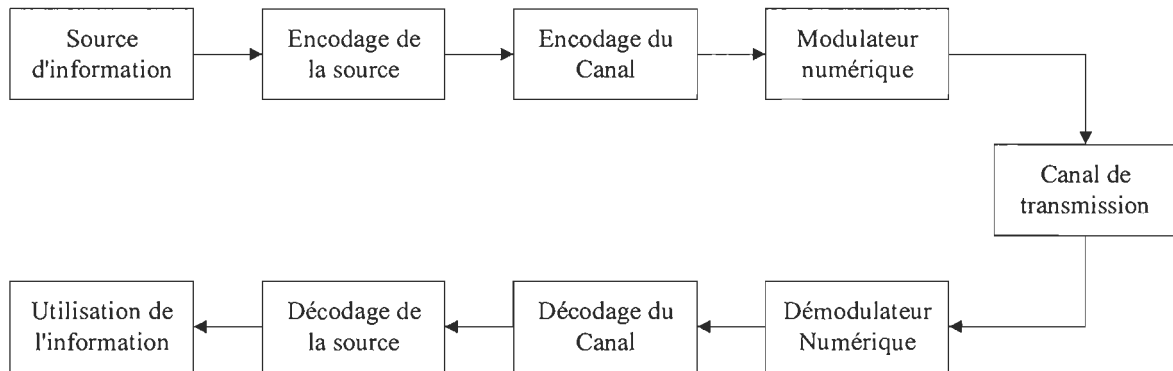 Source
d'information
Encodage de
la source
Encodage du
Canal
Modulateur
numérique
Canal de
transmission
Utilisation de
l'information
Décodage de
la source
Décodage du
Canal
Démodulateur
Numérique